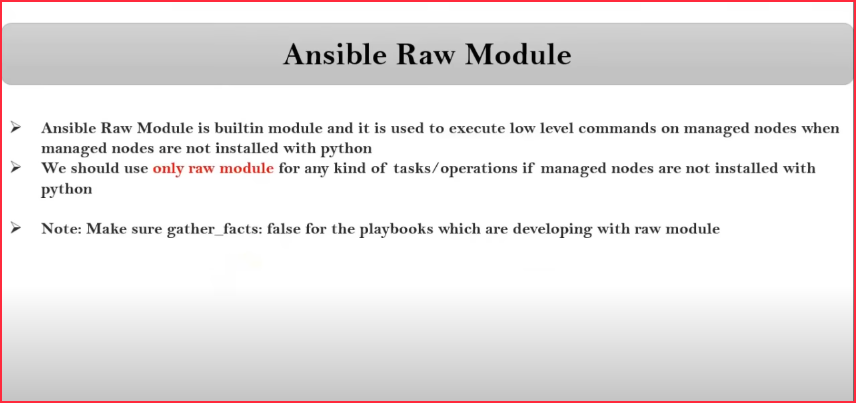 Ansible Raw Module
➢ Ansible Raw Module is builtin module and it is used to execute low level commands on managed nodes when
managed nodes are not installed with python
➢ We should use only raw module for any kind of tasks/operations if managed nodes are not installed with
python
➢ Note: Make sure gather_facts: false for the playbooks which are developing with raw module